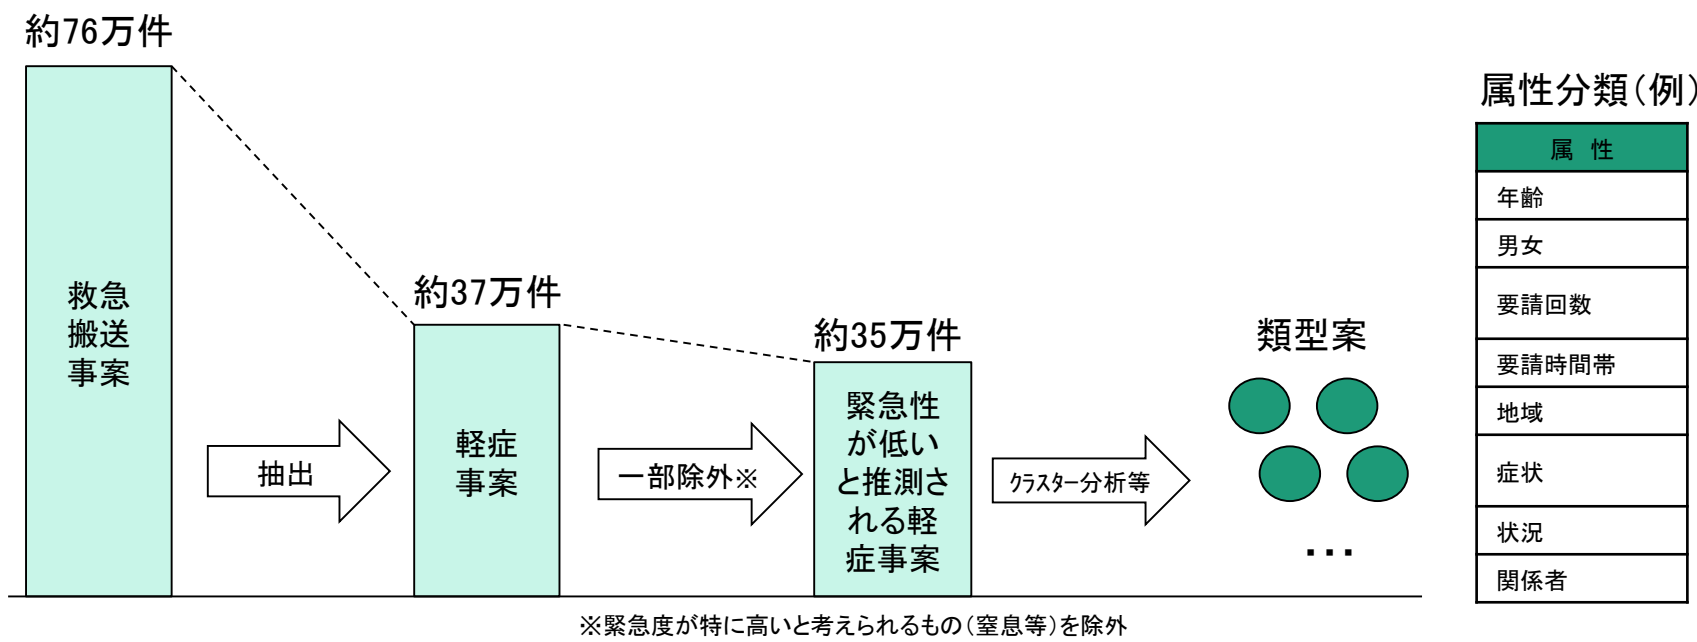 約76万件
救急
搬送
事案
抽出
約37万件
軽症
事案
一部除外※
約35万件
緊急性
が低い
と推測さ
れる軽
症事案
クラスター分析等
類型案
...
属性分類(例)
属 性
年齢
男女
要請回数
要請時間帯
地域
症状
状況
関係者
※緊急度が特に高いと考えられるもの(窒息等)を除外